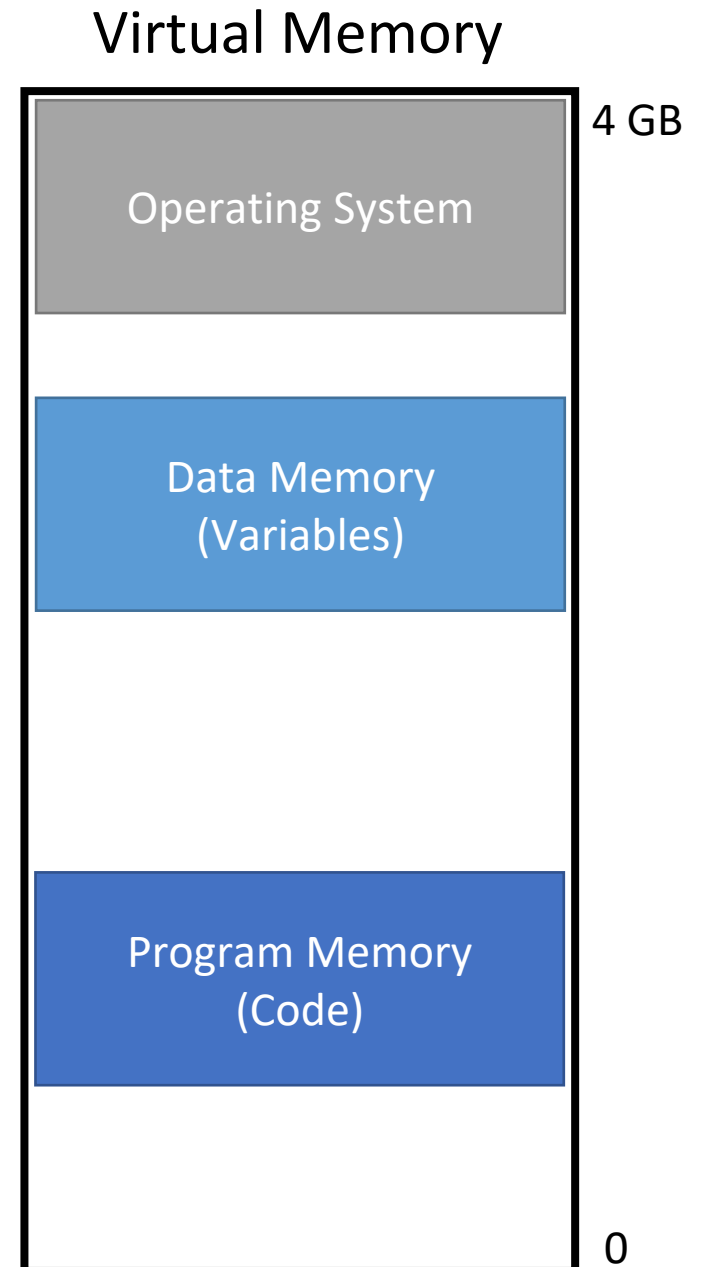 Virtual Memory
4 GB
Operating System
Data Memory
(Variables)
Program Memory
(Code)
0